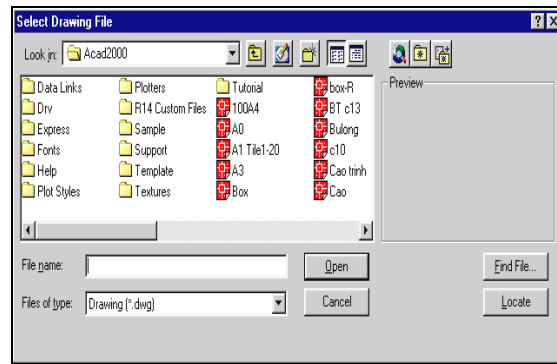 Select Drawing File
Look in: Acad2000
Preview
Data Links Plotters Tutorial box-R
Drv R14 Custom Files 100A4 BT c13
Express Sample A0 Bulong
Fonts Support A1 Tile1-20 c10
Help Template A3 Cao trinh
Plot Styles Textures Box Cao
File name: Open Find File...
Files of type: Drawing (*.dwg) Cancel Locate